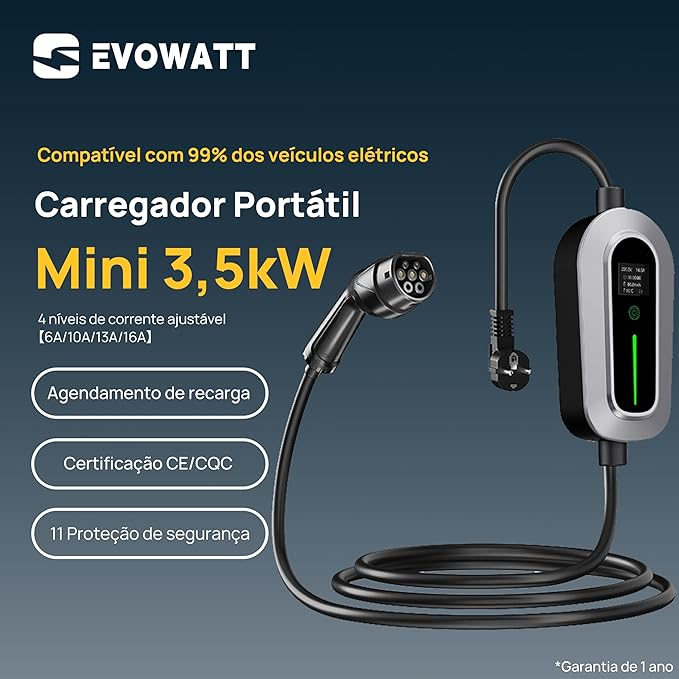 EVOWATT
Compatível com 99% dos veículos elétricos
Carregador Portátil
Mini 3,5kW
4 níveis de corrente ajustável
【6A/10A/13A/16A】
Agendamento de recarga
Certificação CE/CQC
11 Proteção de segurança
*Garantia de 1 ano